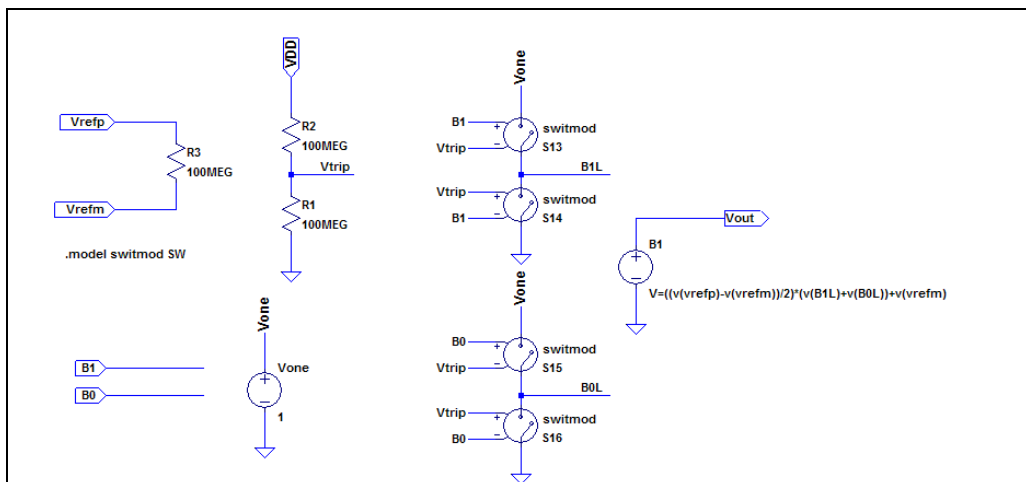 VDD
Vrefp
R3
100MEG
Vrefm
.model switmod SW
R2
100MEG
Vtrip
R1
100MEG
B1
B0
Vone
Vone
1
Vone
B1
Vtrip
switmod
S13
B1L
Vtrip
B1
switmod
S14
Vone
B0
Vtrip
switmod
S15
B0L
Vtrip
B0
switmod
S16
Vout
B1
V=((v(vrefp)-v(vrefm))/2)*(v(B1L)+v(B0L))+v(vrefm)